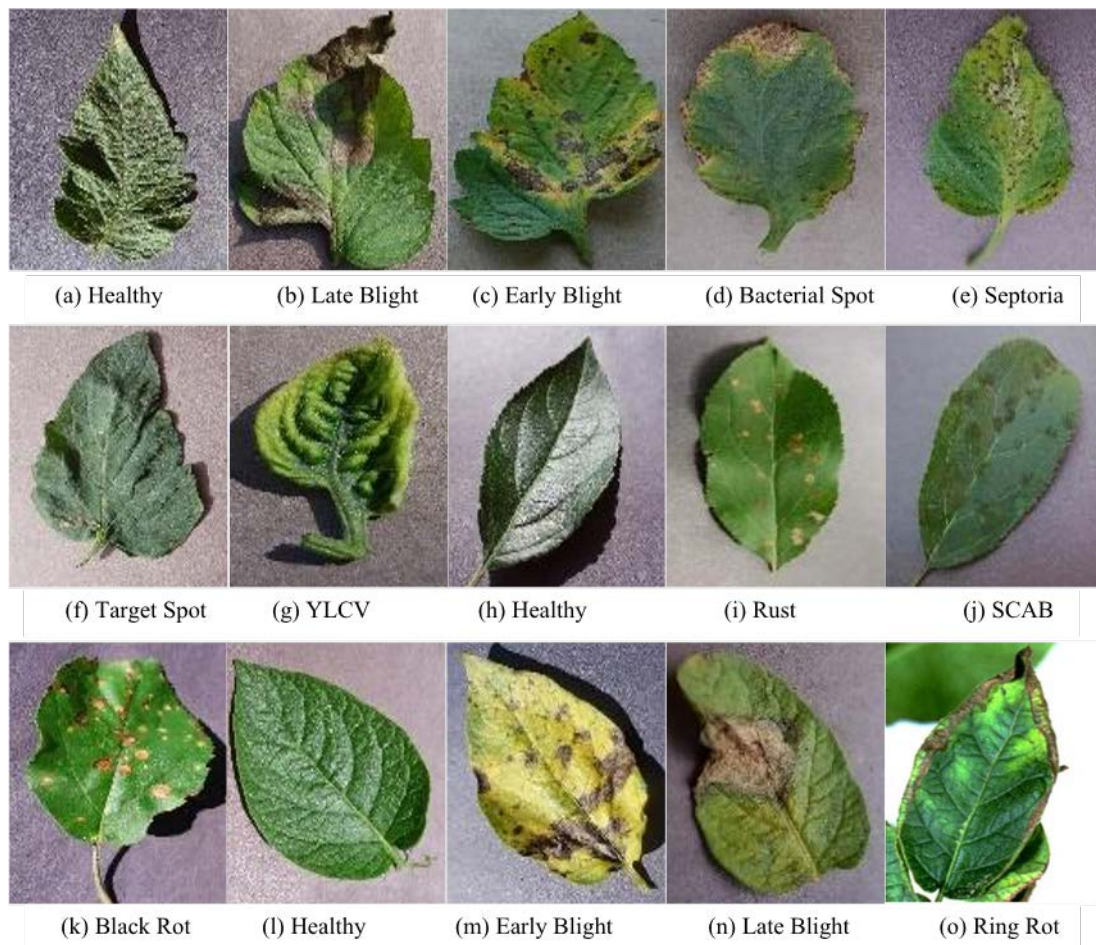 (a) Healthy (b) Late Blight (c) Early Blight (d) Bacterial Spot (e) Septoria
(f) Target Spot (g) YLCV (h) Healthy (i) Rust (j) SCAB
(k) Black Rot (l) Healthy (m) Early Blight (n) Late Blight (o) Ring Rot